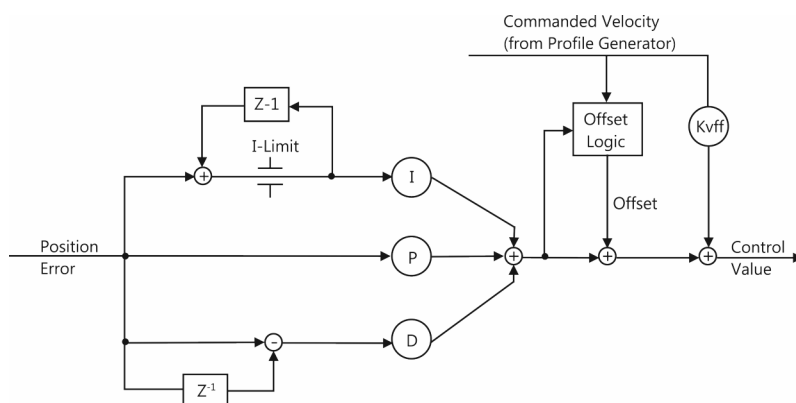 Commanded Velocity
(from Profile Generator)
Z-1
I-Limit
Offset
Logic
Kvff
+
I
Offset
Position
Error
P
+
+
+
Control
Value
-
D
Z⁻¹